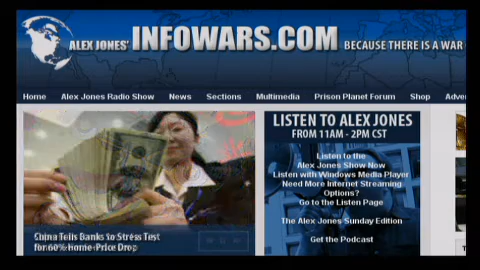 ALEX JONES' INFOWARS.COM BECAUSE THERE IS A WAR
Home Alex Jones Radio Show News Sections Multimedia Prison Planet Forum Shop Adve
LISTEN TO ALEX JONES
FROM 11AM - 2PM CST
Listen to the
Alex Jones Show Now
Listen with Windows Media Player
Need More Internet Streaming
Options?
Go to the Listen Page
The Alex Jones Sunday Edition
Get the Podcast
China Tells Banks to Stress Test
for 60% Home-Price Drop